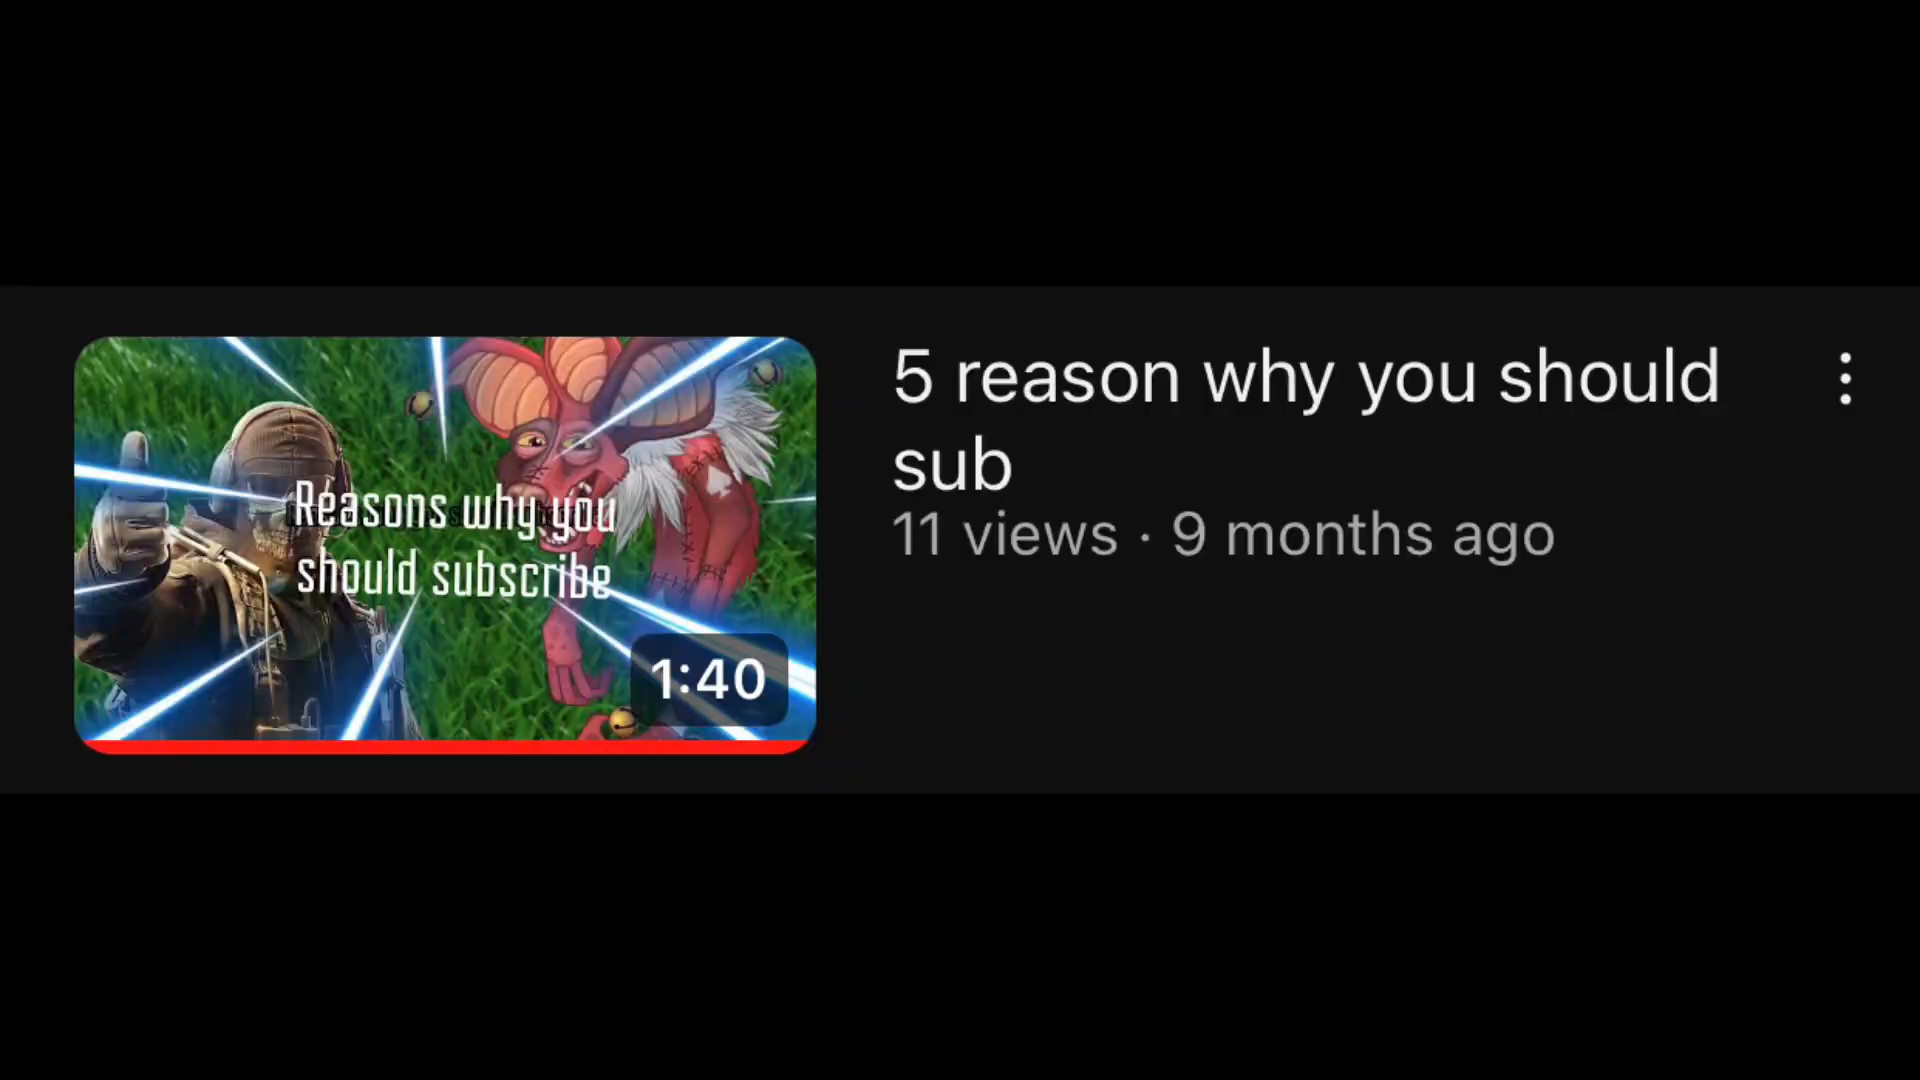 Reasons why you
should subscribe
1:40
5 reason why you should
sub
11 views · 9 months ago